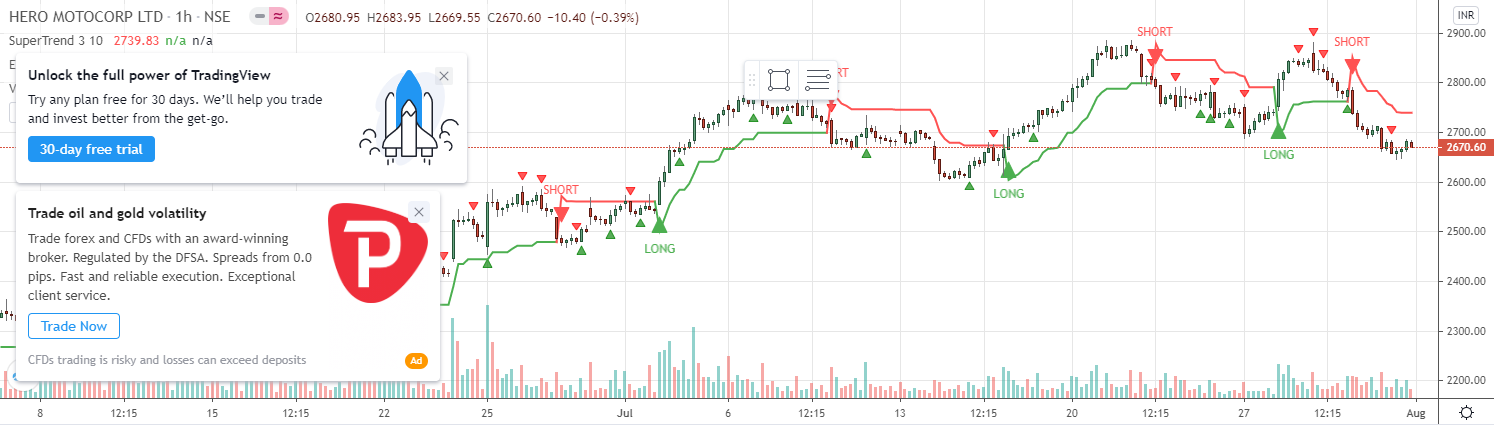 HERO MOTOCORP LTD · 1h · NSE
O2680.95 H2683.95 L2669.55 C2670.60 −10.40 (−0.39%)
INR
SuperTrend 3 10 2739.83 n/a n/a
E
V
Unlock the full power of TradingView
Try any plan free for 30 days. We'll help you trade
and invest better from the get-go.
30-day free trial
Trade oil and gold volatility
Trade forex and CFDs with an award-winning
broker. Regulated by the DFSA. Spreads from 0.0
pips. Fast and reliable execution. Exceptional
client service.
Trade Now
CFDs trading is risky and losses can exceed deposits
Ad
P
SHORT
LONG
RT
LONG
SHORT
LONG
SHORT
2900.00
2800.00
2700.00
2670.60
2600.00
2500.00
2400.00
2300.00
2200.00
8 12:15 15 12:15 22 25 Jul 6 12:15 13 12:15 20 12:15 27 12:15 Aug